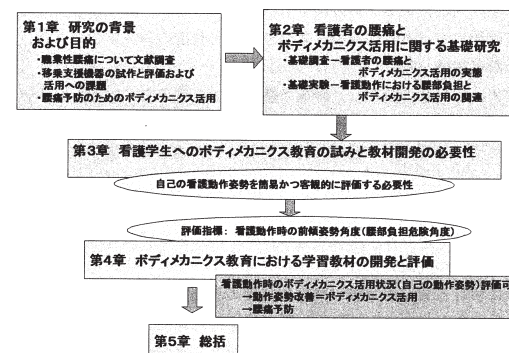 第1章 研究の背景
および目的
・職業性腰痛について文献調査
・移乗支援機器の試作と評価および
活用への課題
・腰痛予防のためのボディメカニクス活用
第2章 看護者の腰痛と
ボディメカニクス活用に関する基礎研究
・基礎調査－看護者の腰痛と
ボディメカニクス活用の実態
・基礎実験－看護動作における腰部負担と
ボディメカニクス活用の関連
第3章 看護学生へのボディメカニクス教育の試みと教材開発の必要性
自己の看護動作姿勢を簡易かつ客観的に評価する必要性
評価指標： 看護動作時の前傾姿勢角度（腰部負担危険角度）
第4章 ボディメカニクス教育における学習教材の開発と評価
看護動作時のボディメカニクス活用状況（自己の動作姿勢）評価可
→動作姿勢改善＝ボディメカニクス活用
→腰痛予防
第5章 総括